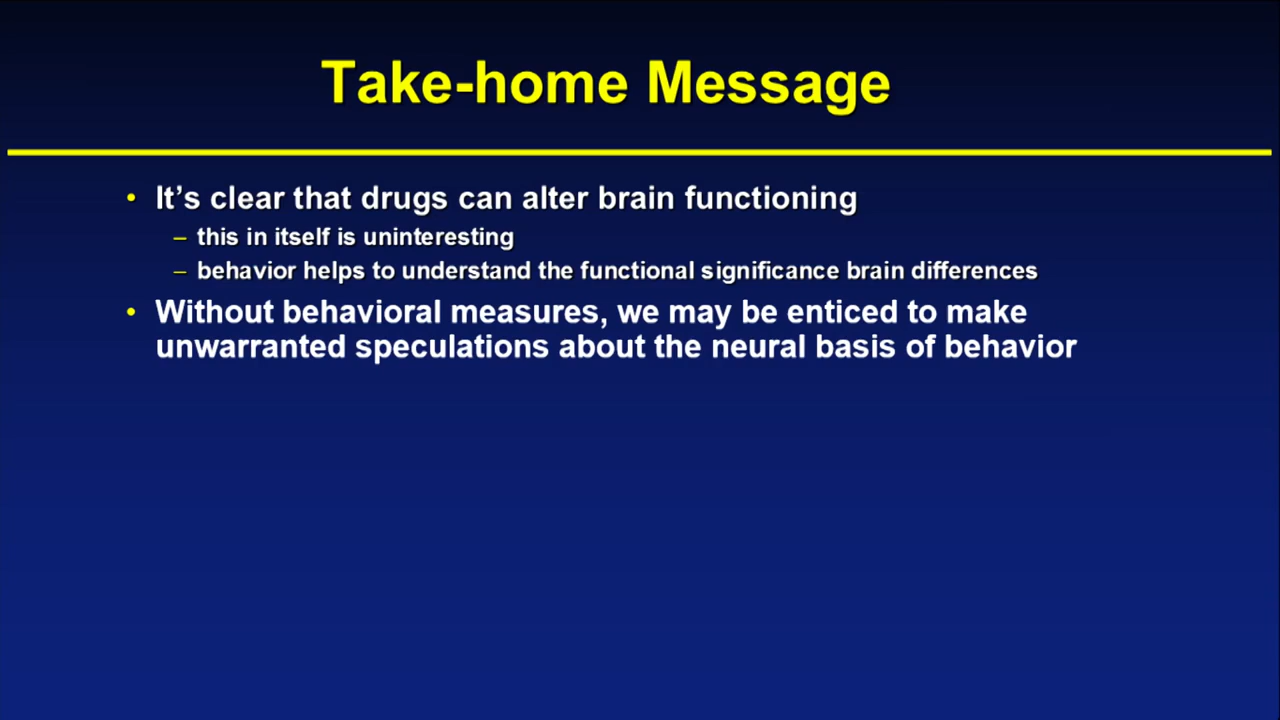 Take-home Message
• It’s clear that drugs can alter brain functioning
– this in itself is uninteresting
– behavior helps to understand the functional significance brain differences
• Without behavioral measures, we may be enticed to make
unwarranted speculations about the neural basis of behavior